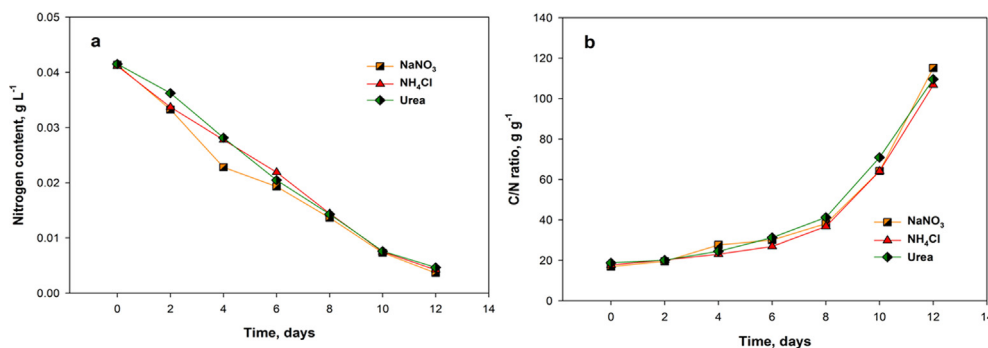 a
NaNO₃
NH₄Cl
Urea
Nitrogen content, g L⁻¹
0.05
0.04
0.03
0.02
0.01
0.00
0 2 4 6 8 10 12 14
Time, days
b
NaNO₃
NH₄Cl
Urea
C/N ratio, g g⁻¹
140
120
100
80
60
40
20
0
0 2 4 6 8 10 12 14
Time, days